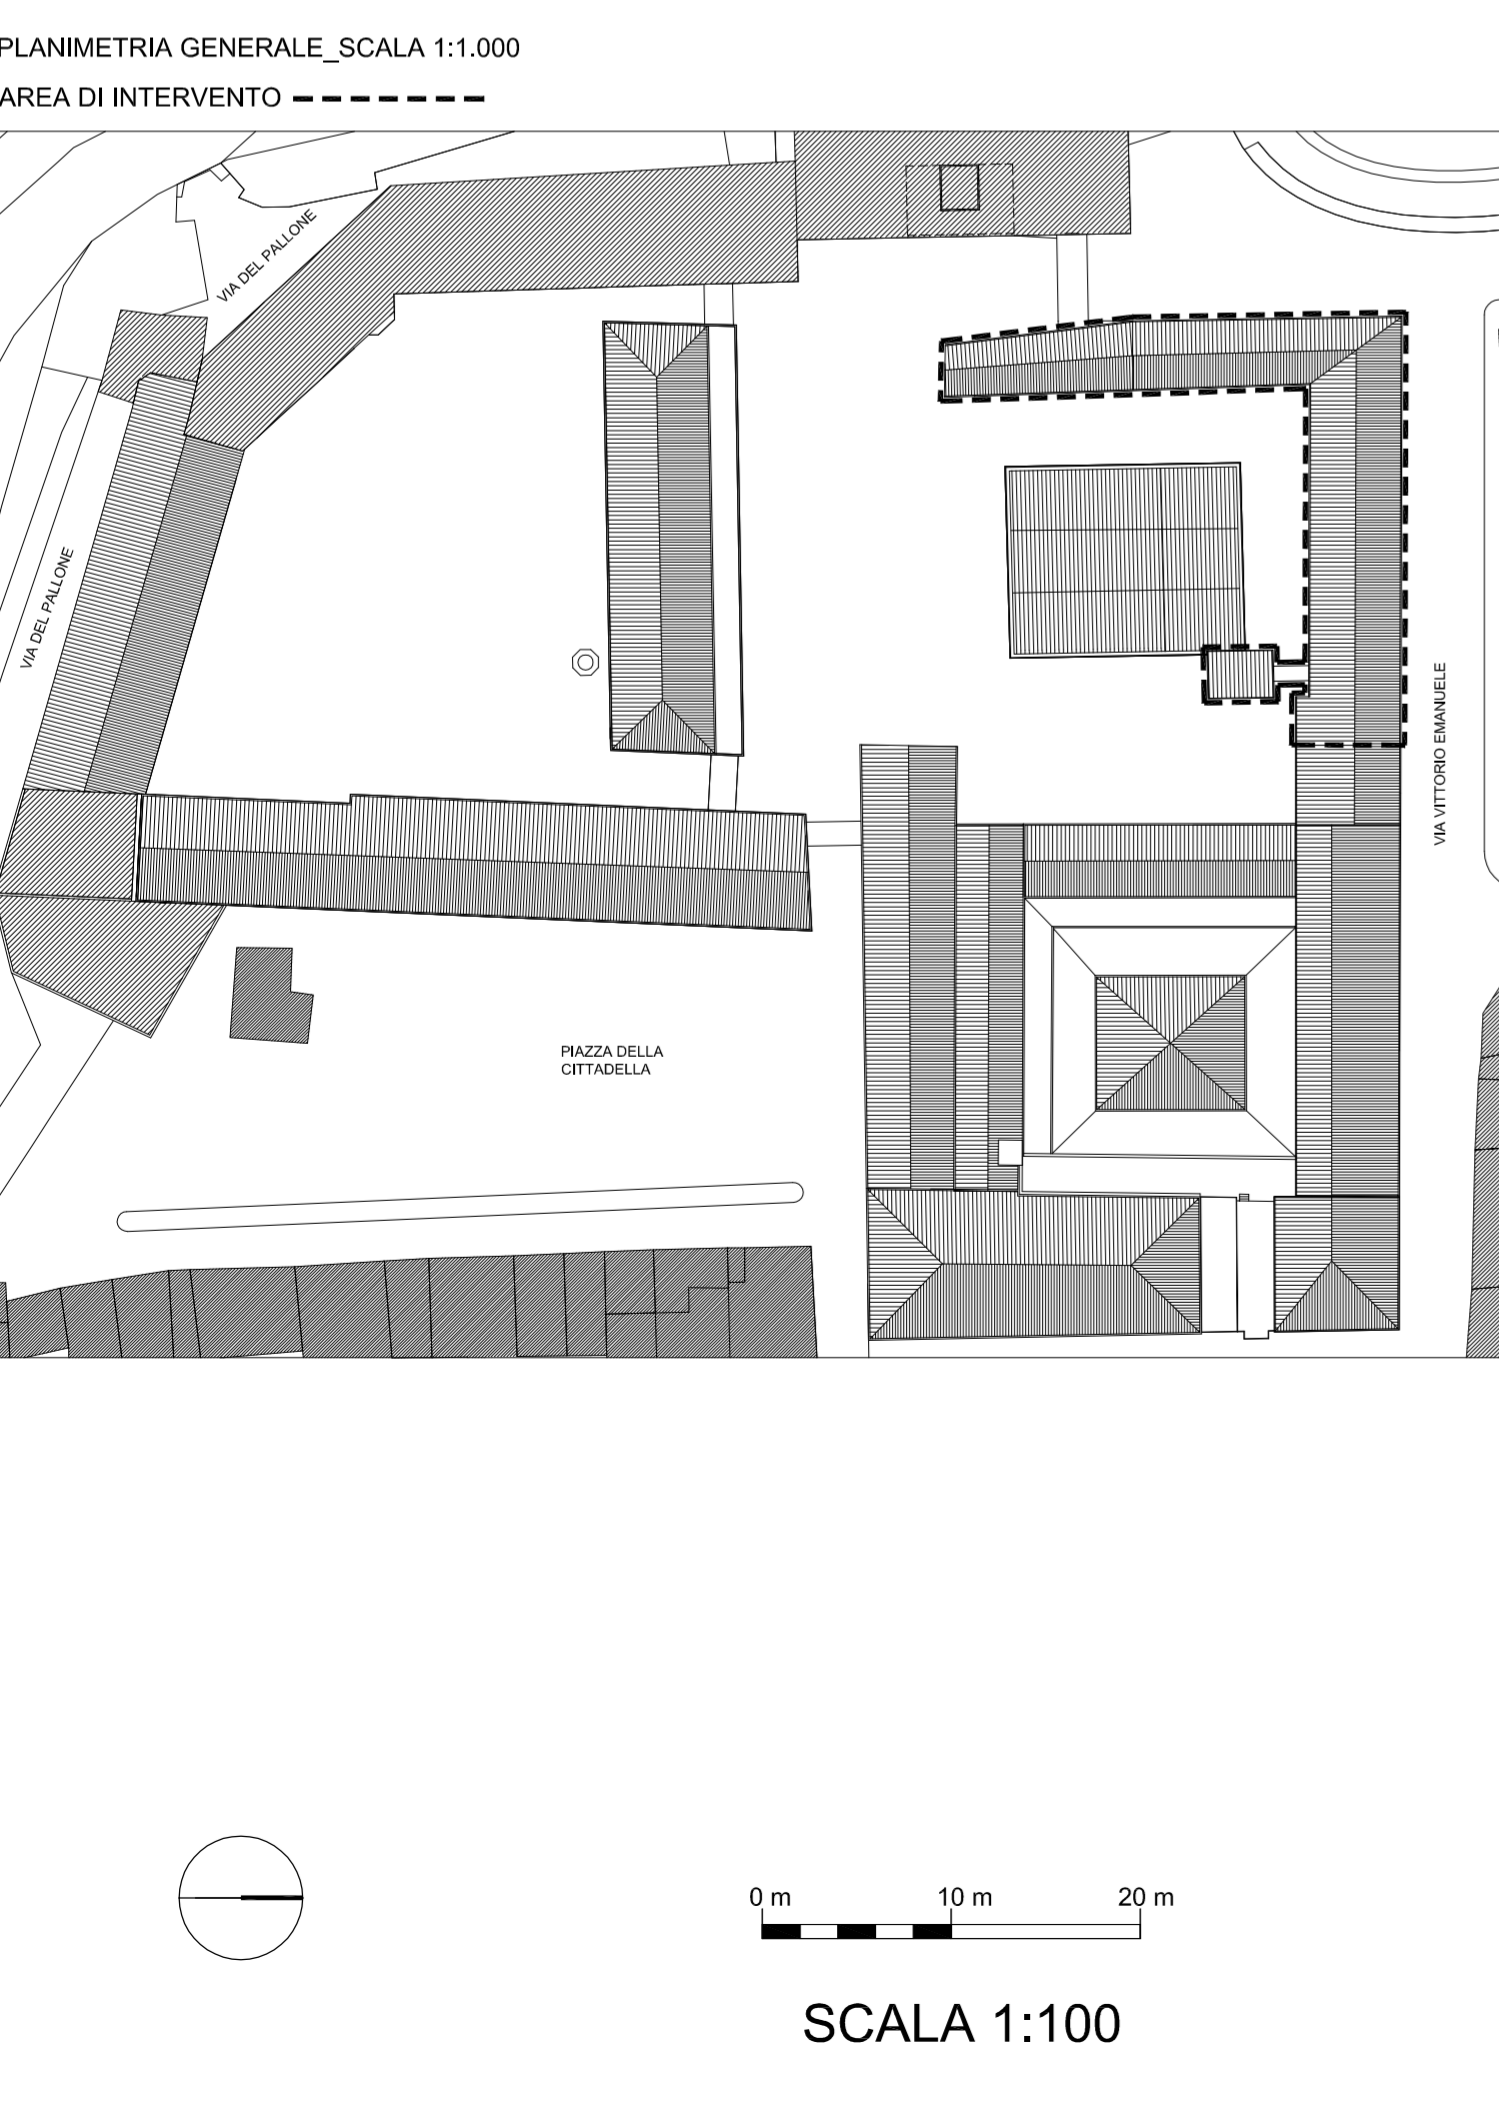 PLANIMETRIA GENERALE_SCALA 1:1.000
AREA DI INTERVENTO
VIA DEL PALLONE
VIA DEL PALLONE
VIA VITTORIO EMANUELE
PIAZZA DELLA
CITTADELLA
0 m 10 m 20 m
SCALA 1:100